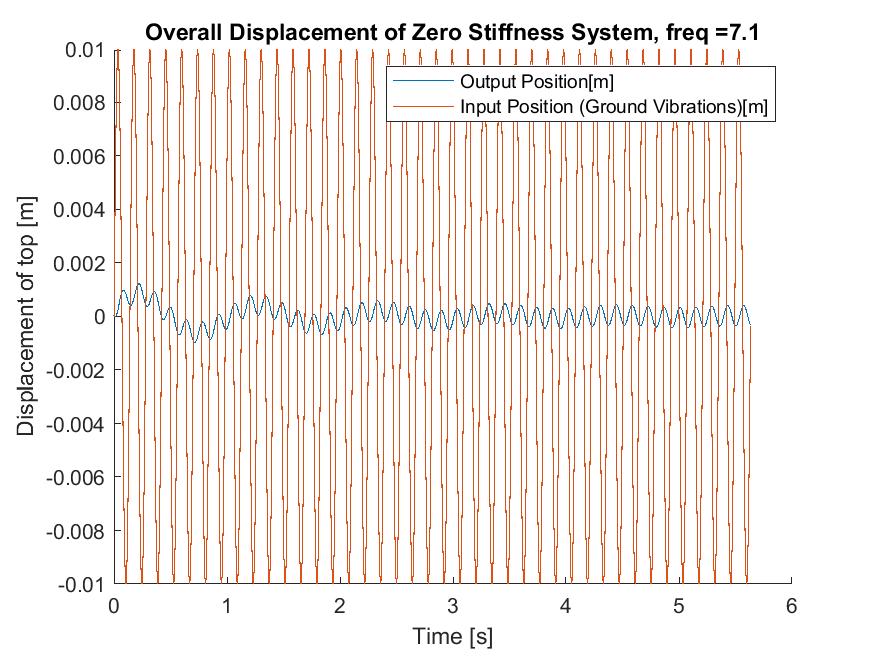 Overall Displacement of Zero Stiffness System, freq =7.1
Output Position[m]
Input Position (Ground Vibrations)[m]
Displacement of top [m]
0.01
0.008
0.006
0.004
0.002
0
-0.002
-0.004
-0.006
-0.008
-0.01
0 1 2 3 4 5 6
Time [s]